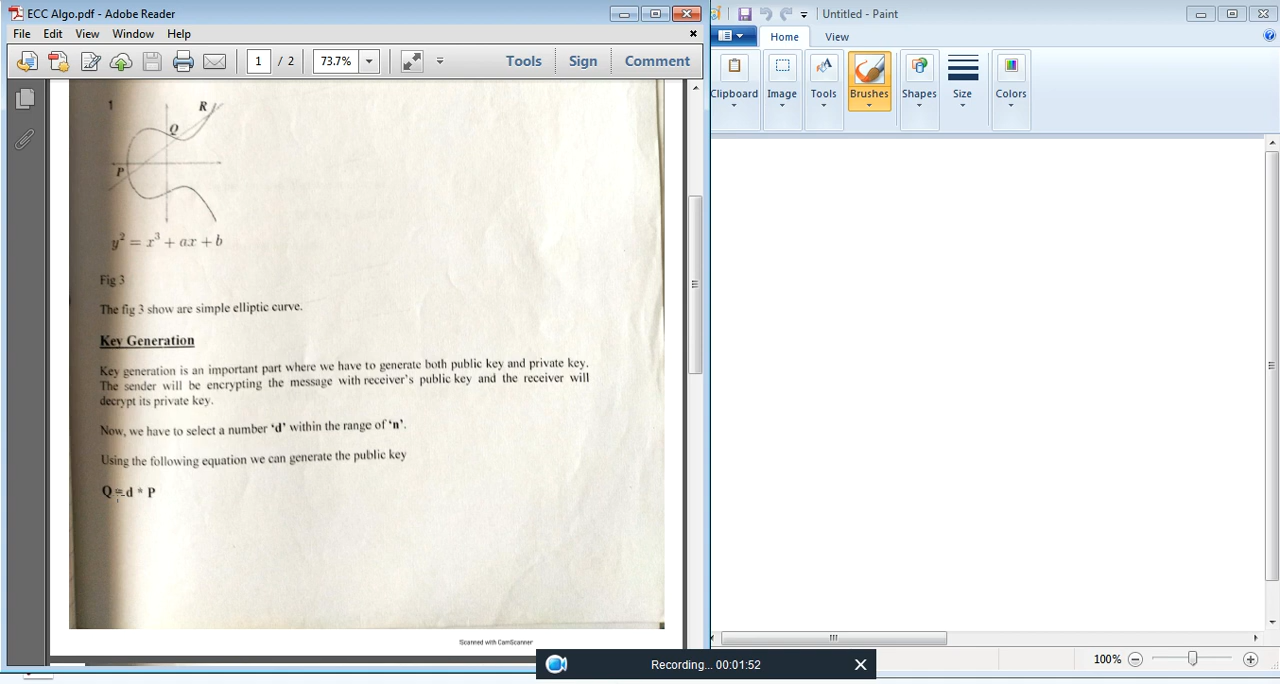 ECC Algo.pdf - Adobe Reader
File Edit View Window Help
1 / 2 73.7% Tools Sign Comment
1
R
Q
P
y² = x³ + ax + b
Fig 3
The fig 3 show are simple elliptic curve.
Key Generation
Key generation is an important part where we have to generate both public key and private key.
The sender will be encrypting the message with receiver's public key and the receiver will
decrypt its private key.
Now, we have to select a number 'd' within the range of 'n'.
Using the following equation we can generate the public key
Q = d * P
Scanned with CamScanner
Untitled - Paint
Home View
Clipboard Image Tools Brushes Shapes Size Colors
100%
Recording... 00:01:52